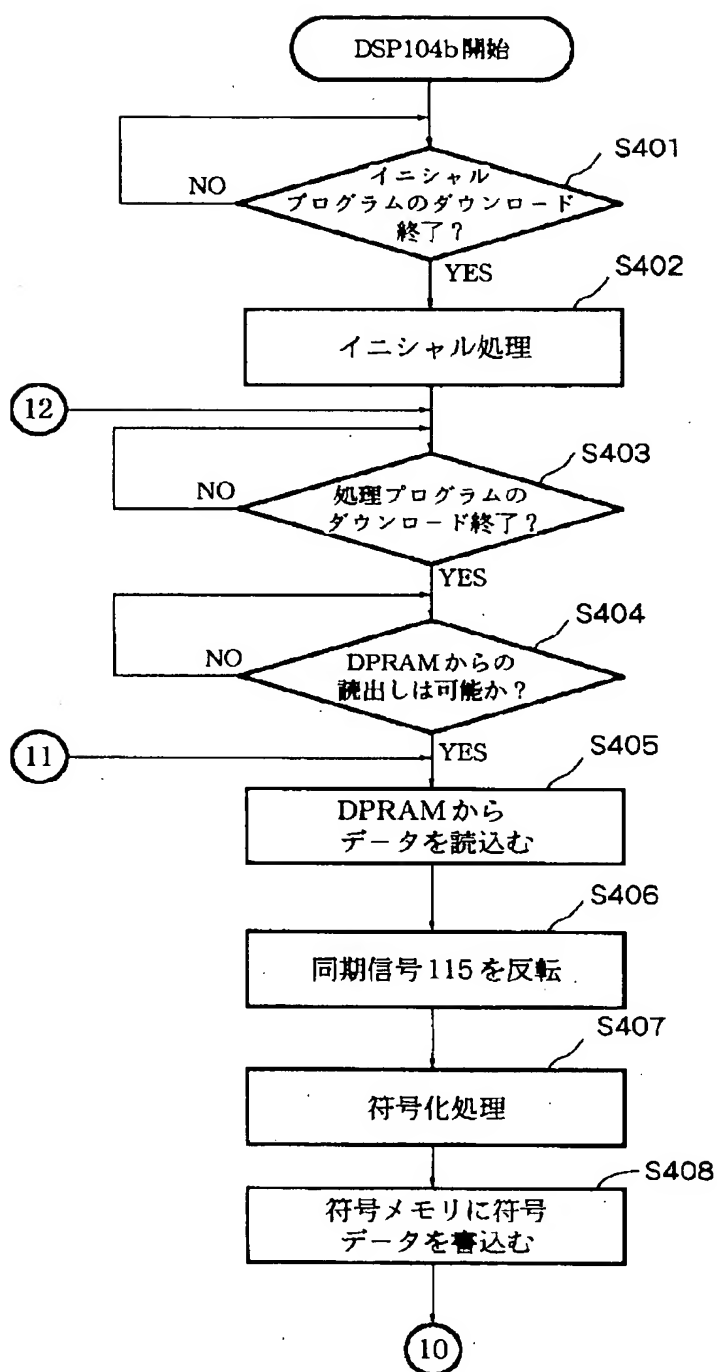 DSP104b開始
S401
イニシャル
プログラムのダウンロード
終了？
NO
YES
S402
イニシャル処理
12
S403
処理プログラムの
ダウンロード終了？
NO
YES
S404
DPRAMからの
読出しは可能か？
NO
YES
11
S405
DPRAMから
データを読込む
S406
同期信号115を反転
S407
符号化処理
S408
符号メモリに符号
データを書込む
10